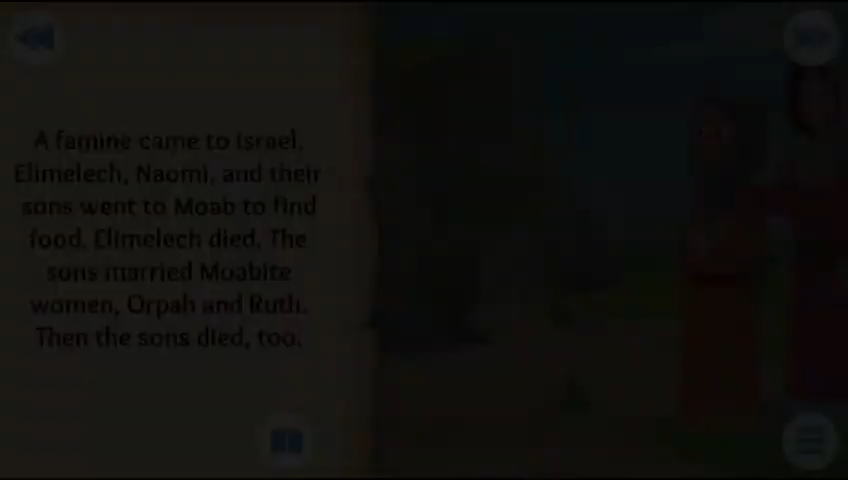 A famine came to Israel.
Elimelech, Naomi, and their
sons went to Moab to find
food. Elimelech died. The
sons married Moabite
women, Orpah and Ruth.
Then the sons died, too.